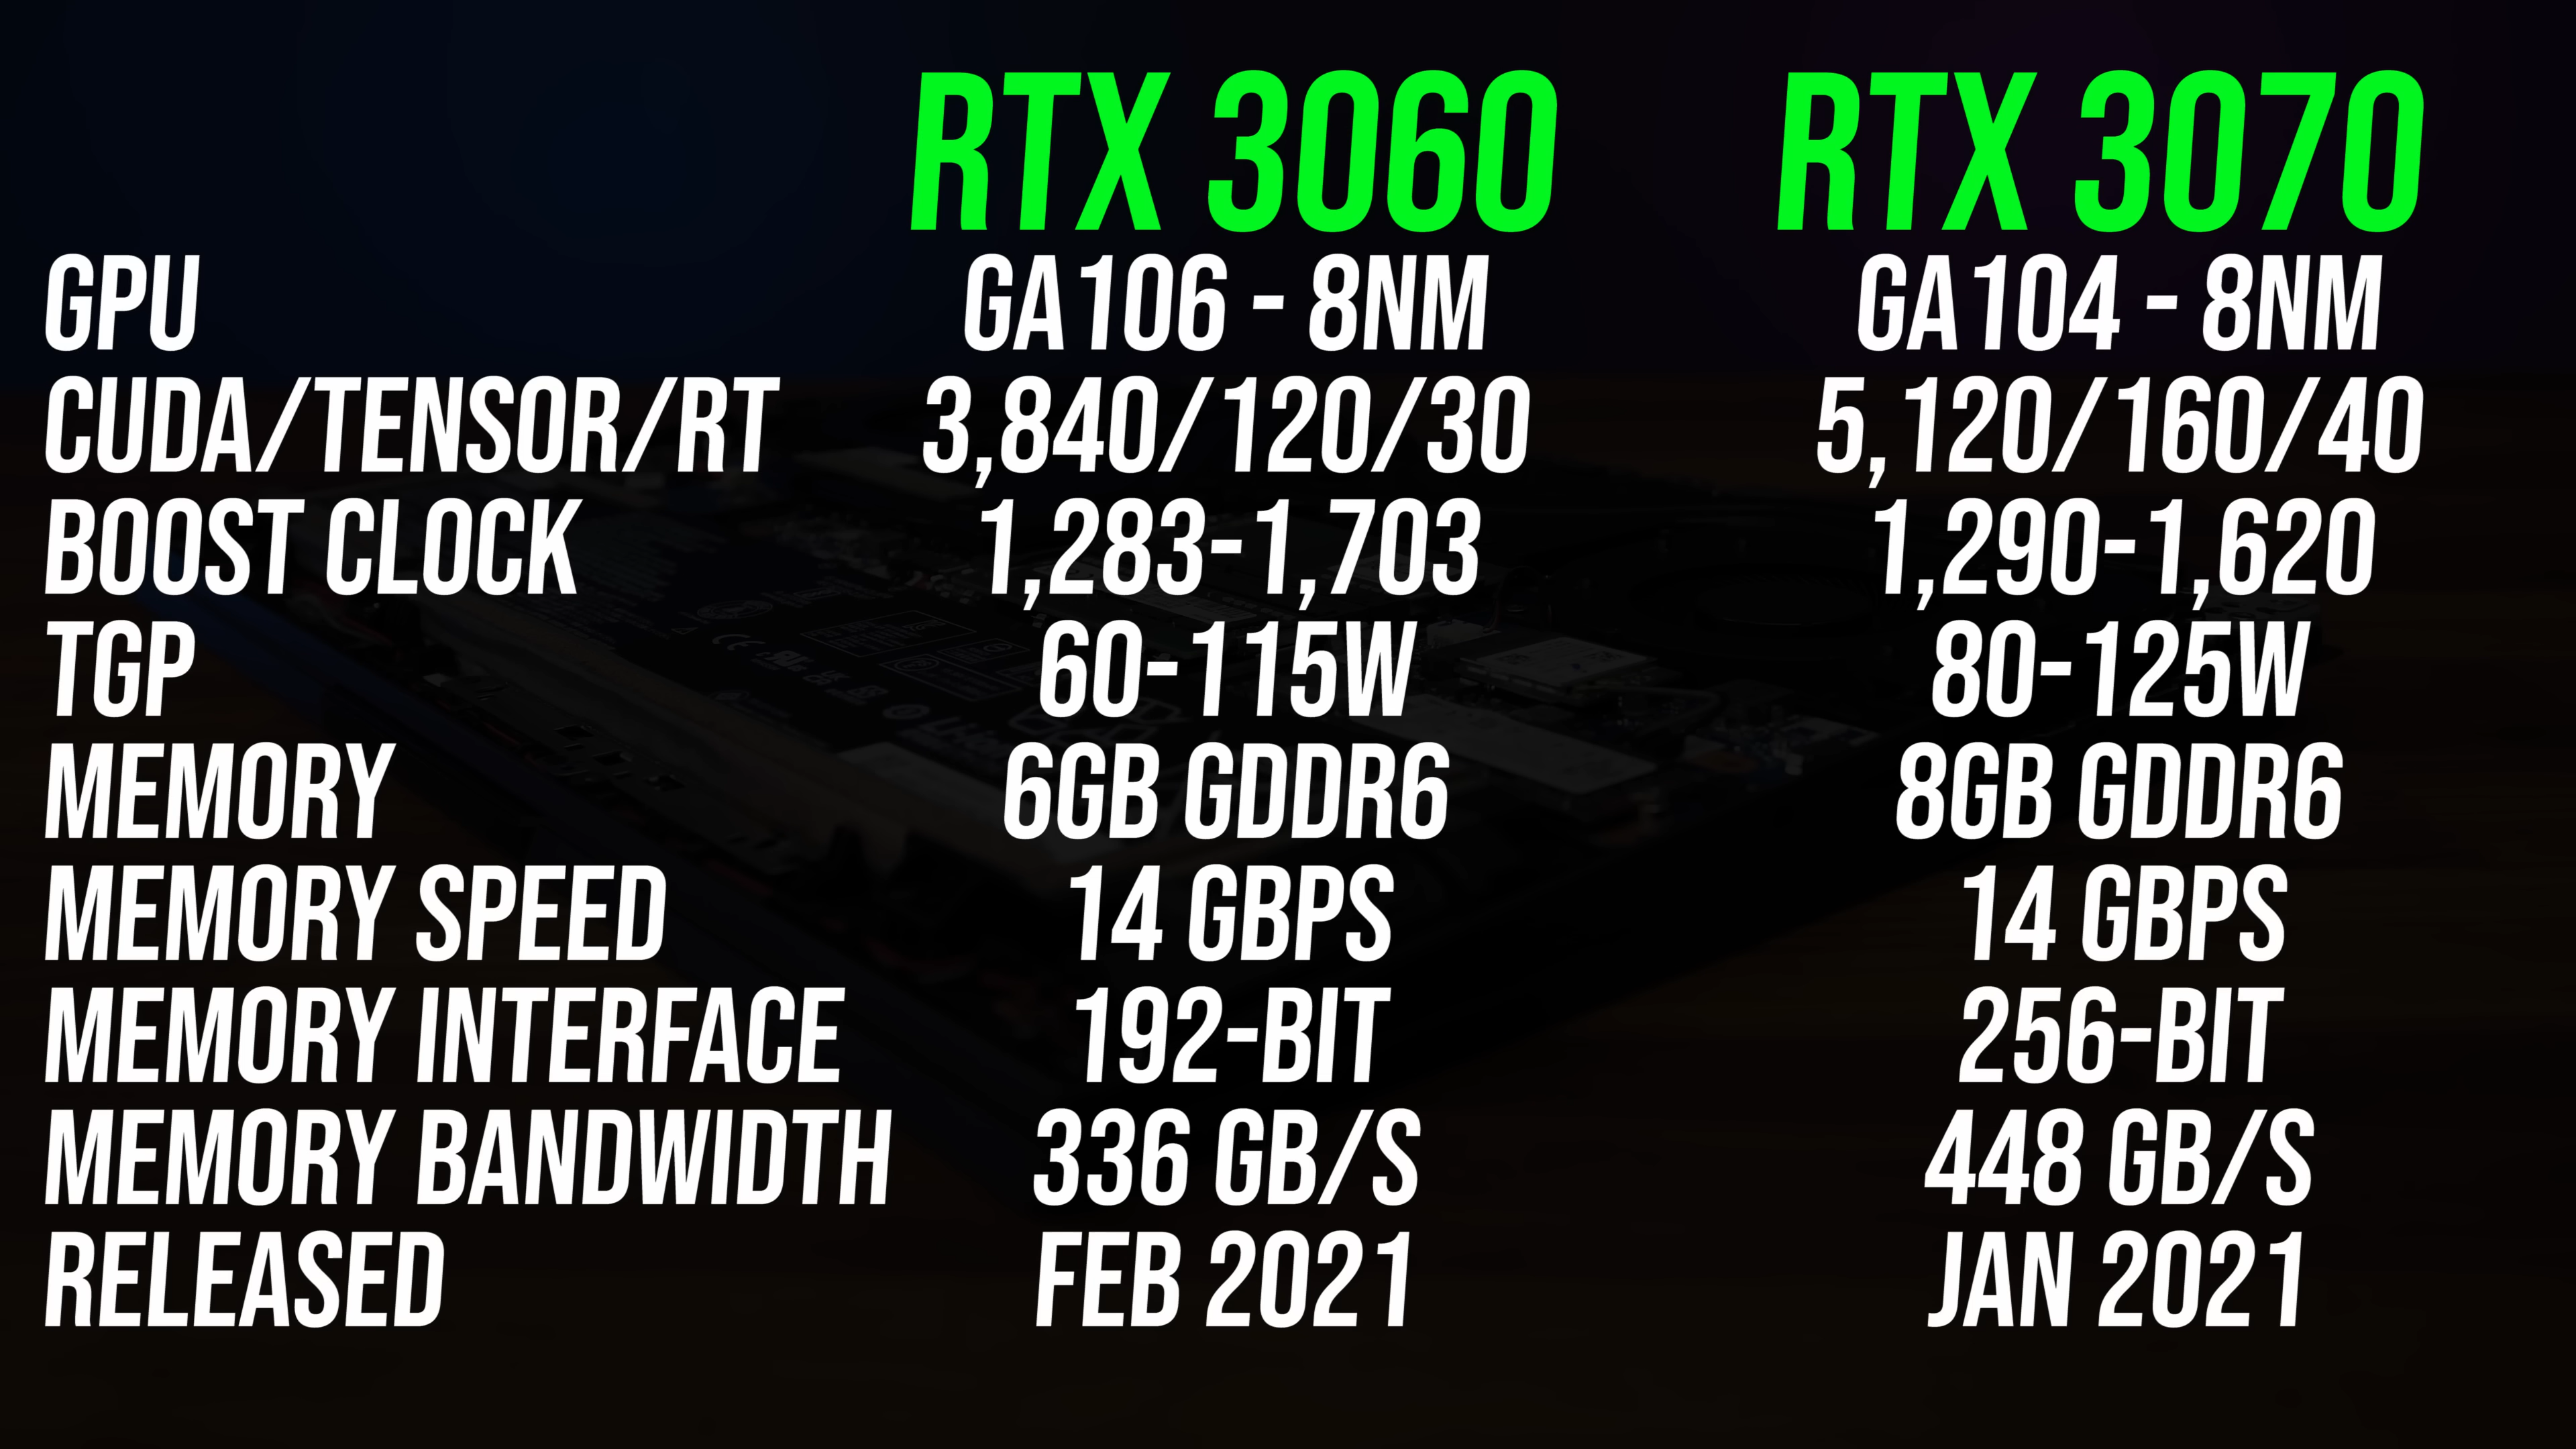 RTX 3060 RTX 3070
GPU GA106 - 8NM GA104 - 8NM
CUDA/TENSOR/RT 3,840/120/30 5,120/160/40
BOOST CLOCK 1,283-1,703 1,290-1,620
TGP 60-115W 80-125W
MEMORY 6GB GDDR6 8GB GDDR6
MEMORY SPEED 14 GBPS 14 GBPS
MEMORY INTERFACE 192-BIT 256-BIT
MEMORY BANDWIDTH 336 GB/S 448 GB/S
RELEASED FEB 2021 JAN 2021